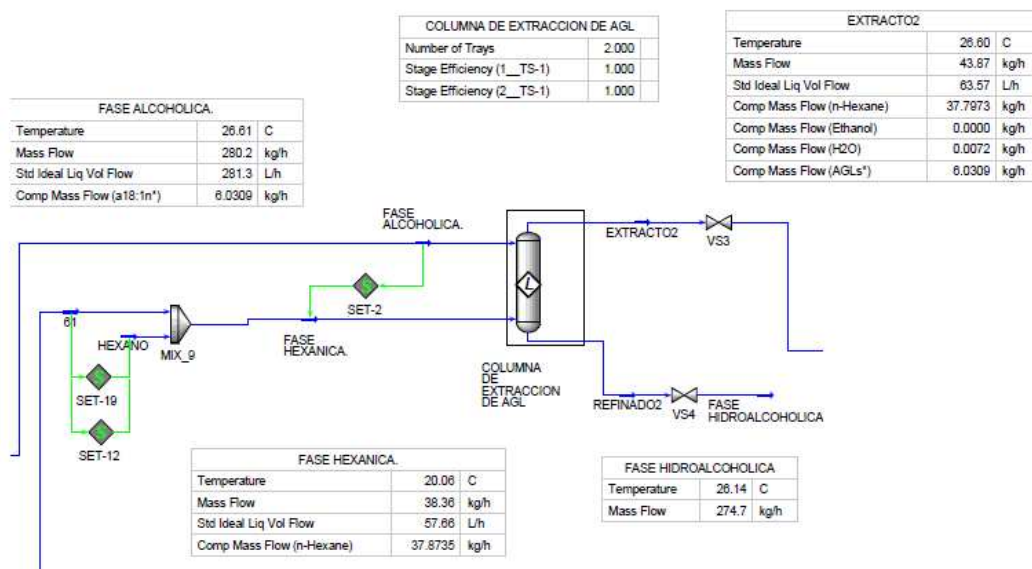 COLUMNA DE EXTRACCION DE AGL
Number of Trays 2.000
Stage Efficiency (1__TS-1) 1.000
Stage Efficiency (2__TS-1) 1.000
EXTRACTO2
Temperature 26.60 C
Mass Flow 43.87 kg/h
Std Ideal Liq Vol Flow 63.57 L/h
Comp Mass Flow (n-Hexane) 37.7973 kg/h
Comp Mass Flow (Ethanol) 0.0000 kg/h
Comp Mass Flow (H2O) 0.0072 kg/h
Comp Mass Flow (AGLs*) 6.0309 kg/h
FASE ALCOHOLICA.
Temperature 26.61 C
Mass Flow 280.2 kg/h
Std Ideal Liq Vol Flow 281.3 L/h
Comp Mass Flow (a18:1n*) 6.0309 kg/h
FASE
ALCOHOLICA.
EXTRACTO2
VS3
L
S
SET-2
61
HEXANO
MIX_9
FASE
HEXANICA.
S
SET-19
S
SET-12
COLUMNA
DE
EXTRACCION
DE AGL
REFINADO2
VS4
FASE
HIDROALCOHOLICA
FASE HEXANICA.
Temperature 20.06 C
Mass Flow 38.36 kg/h
Std Ideal Liq Vol Flow 57.66 L/h
Comp Mass Flow (n-Hexane) 37.8735 kg/h
FASE HIDROALCOHOLICA
Temperature 26.14 C
Mass Flow 274.7 kg/h